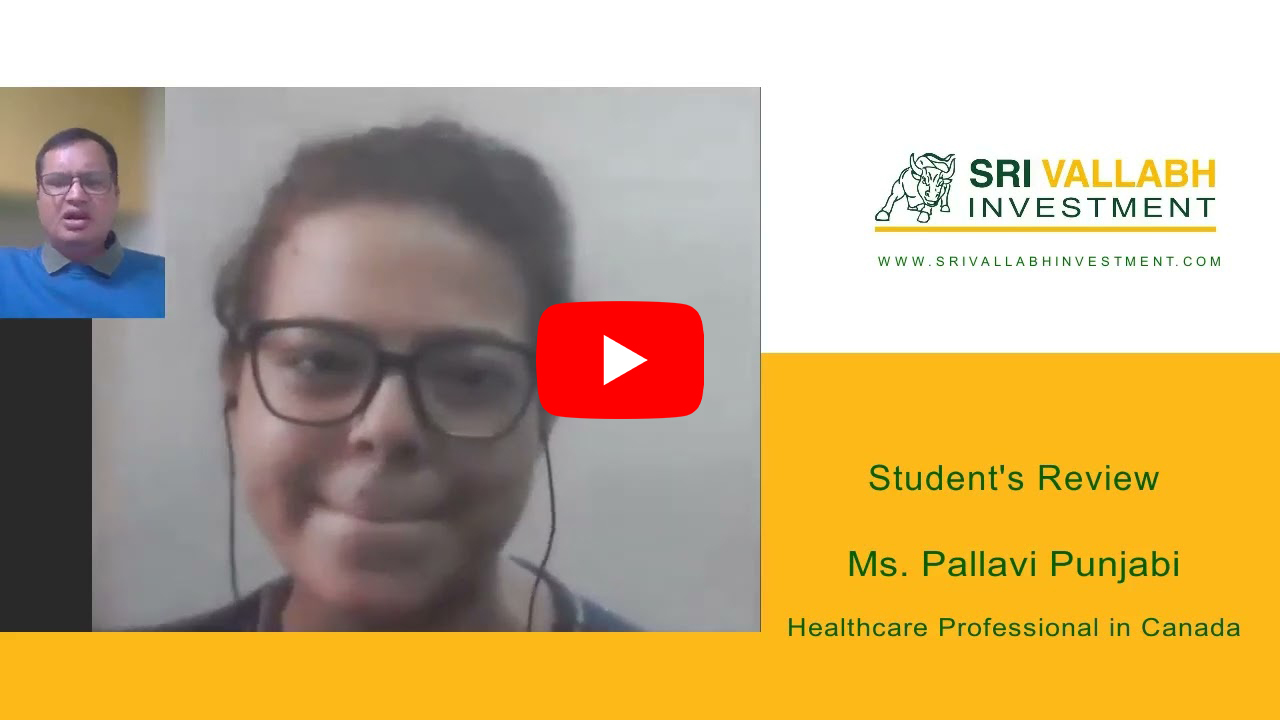 SRI VALLABH
INVESTMENT
WWW.SRIVALLABHINVESTMENT.COM
Student's Review
Ms. Pallavi Punjabi
Healthcare Professional in Canada